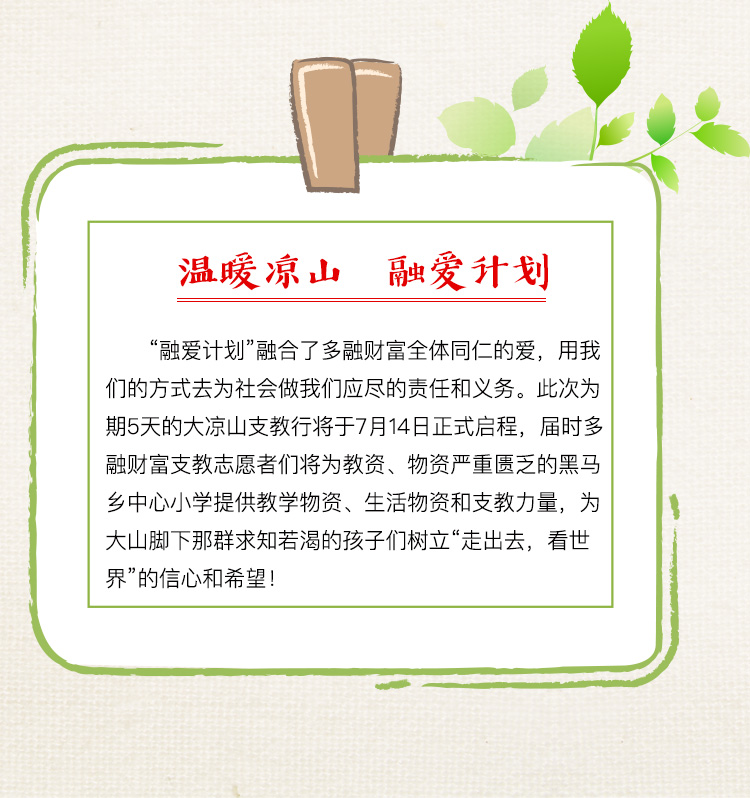 温暖凉山　融爱计划
“融爱计划”融合了多融财富全体同仁的爱，用我
们的方式去为社会做我们应尽的责任和义务。此次为
期5天的大凉山支教行将于7月14日正式启程，届时多
融财富支教志愿者们将为教资、物资严重匮乏的黑马
乡中心小学提供教学物资、生活物资和支教力量，为
大山脚下那群求知若渴的孩子们树立“走出去，看世
界”的信心和希望！